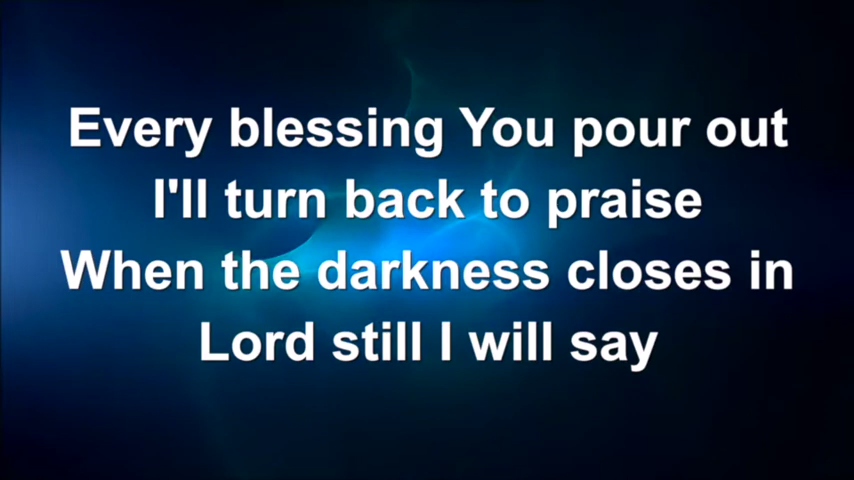 Every blessing You pour out
I'll turn back to praise
When the darkness closes in
Lord still I will say